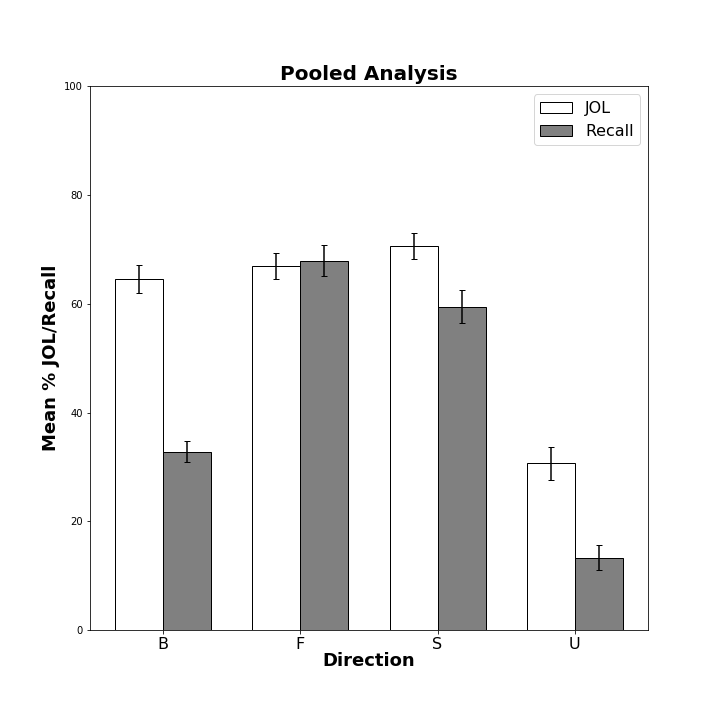 Pooled Analysis
JOL
Recall
100
80
60
40
20
0
Mean % JOL/Recall
B F S U
Direction